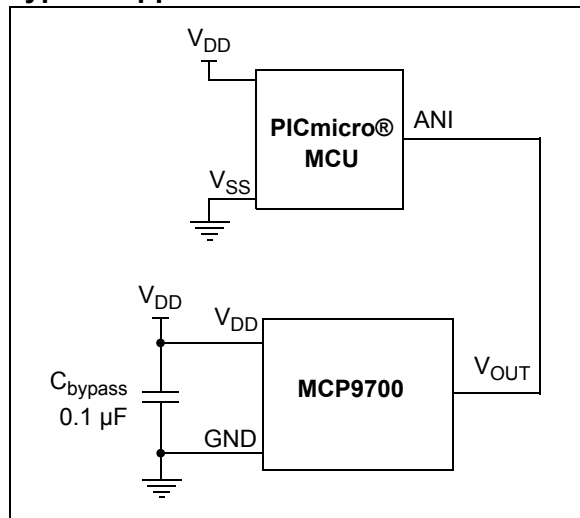 V_DD
PICmicro®
MCU
ANI
V_SS
V_DD
V_DD
C_bypass
0.1 µF
MCP9700
V_OUT
GND